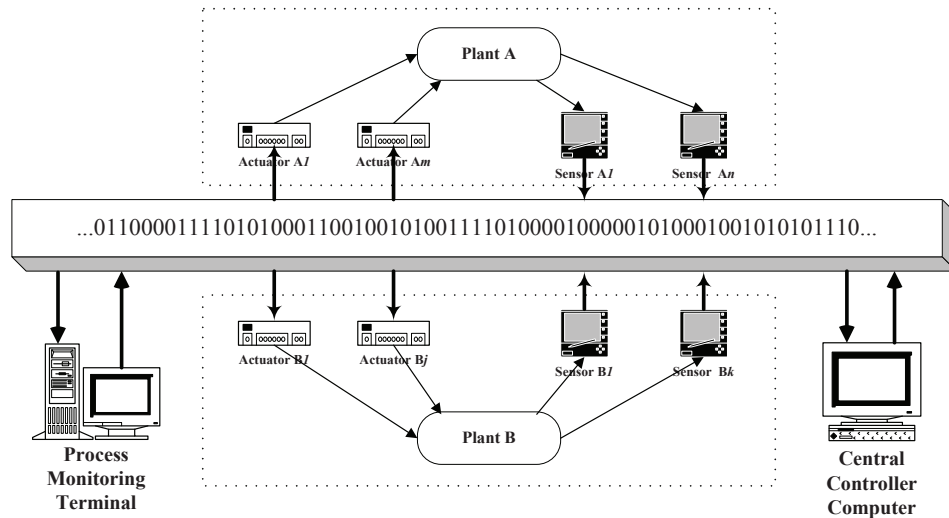 Plant A
Actuator A1
Actuator Am
Sensor A1
Sensor An
...0110000111101010001100100101001111010000100000101000100101010101110...
Actuator B1
Actuator Bj
Sensor B1
Sensor Bk
Plant B
Process
Monitoring
Terminal
Central
Controller
Computer